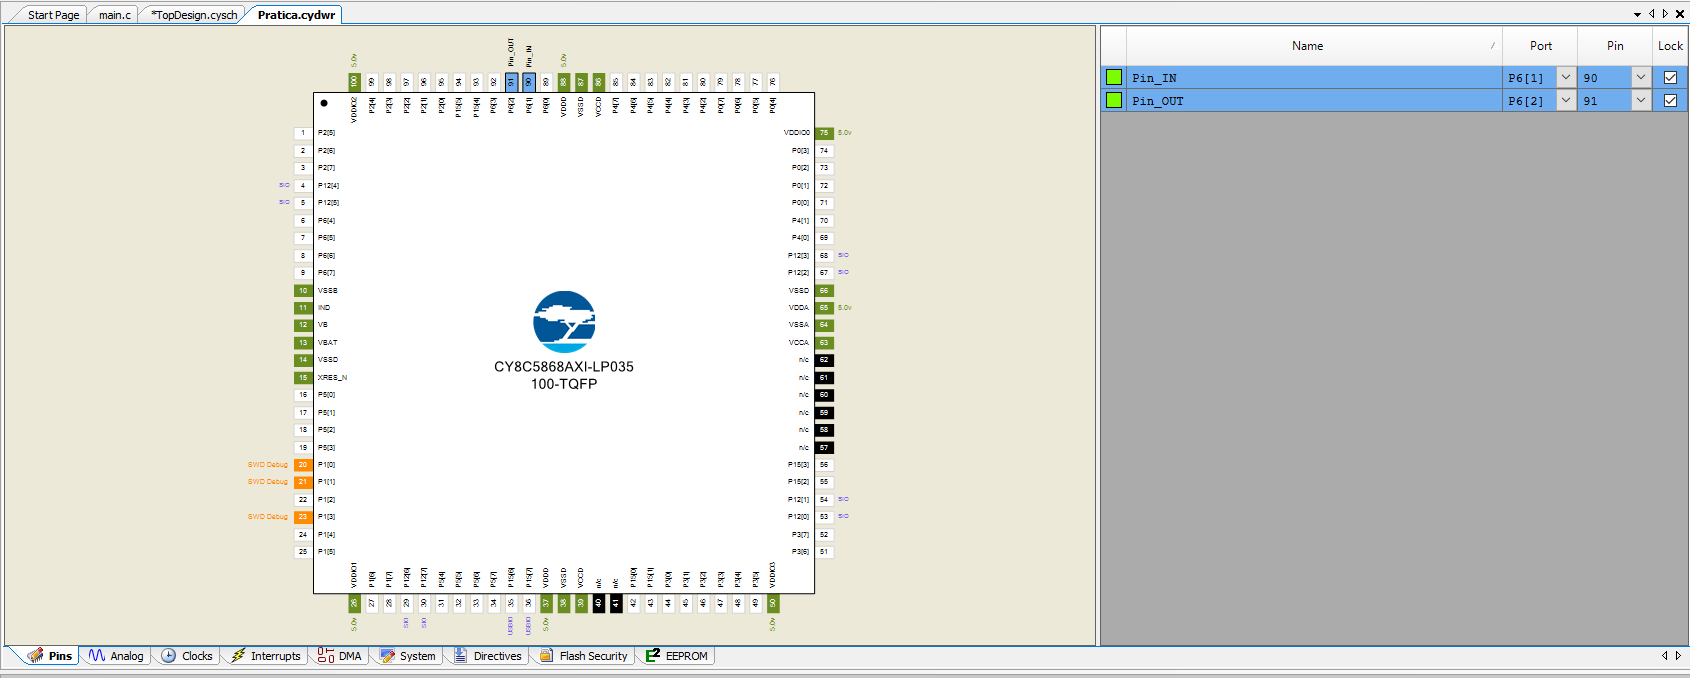 Start Page
main.c
*TopDesign.cysch
Pratica.cydwr
Name
Port
Pin
Lock
Pin_IN P6[1] 90
Pin_OUT P6[2] 91
5.0v Pin_OUT Pin_IN 5.0v
100 99 98 97 96 95 94 93 92 91 90 89 88 87 86 85 84 83 82 81 80 79 78 77 76
VDDIO2 P2[4] P2[3] P2[2] P2[1] P2[0] P15[5] P15[4] P6[3] P6[2] P6[1] P6[0] VDDD VSSD VCCD P4[7] P4[6] P4[5] P4[4] P4[3] P4[2] P0[7] P0[6] P0[5] P0[4]
1 P2[5]
2 P2[6]
3 P2[7]
SIO 4 P12[4]
SIO 5 P12[5]
6 P6[4]
7 P6[5]
8 P6[6]
9 P6[7]
10 VSSB
11 IND
12 VB
13 VBAT
14 VSSD
15 XRES_N
16 P5[0]
17 P5[1]
18 P5[2]
19 P5[3]
SWD Debug 20 P1[0]
SWD Debug 21 P1[1]
22 P1[2]
SWD Debug 23 P1[3]
24 P1[4]
25 P1[5]
CY8C5868AXI-LP035
100-TQFP
VDDIO0 75 5.0v
P0[3] 74
P0[2] 73
P0[1] 72
P0[0] 71
P4[1] 70
P4[0] 69
P12[3] 68 SIO
P12[2] 67 SIO
VSSD 66
VDDA 65 5.0v
VSSA 64
VCCA 63
n/c 62
n/c 61
n/c 60
n/c 59
n/c 58
n/c 57
P15[3] 56
P15[2] 55
P12[1] 54 SIO
P12[0] 53 SIO
P3[7] 52
P3[6] 51
VDDIO1 P1[6] P1[7] P12[6] P12[7] P5[4] P5[5] P5[6] P5[7] P15[6] P15[7] VDDD VSSD VCCD n/c n/c P15[0] P15[1] P3[0] P3[1] P3[2] P3[3] P3[4] P3[5] VDDIO3
26 27 28 29 30 31 32 33 34 35 36 37 38 39 40 41 42 43 44 45 46 47 48 49 50
5.0v SIO SIO USBIO USBIO 5.0v 5.0v
Pins
Analog
Clocks
Interrupts
DMA
System
Directives
Flash Security
EEPROM